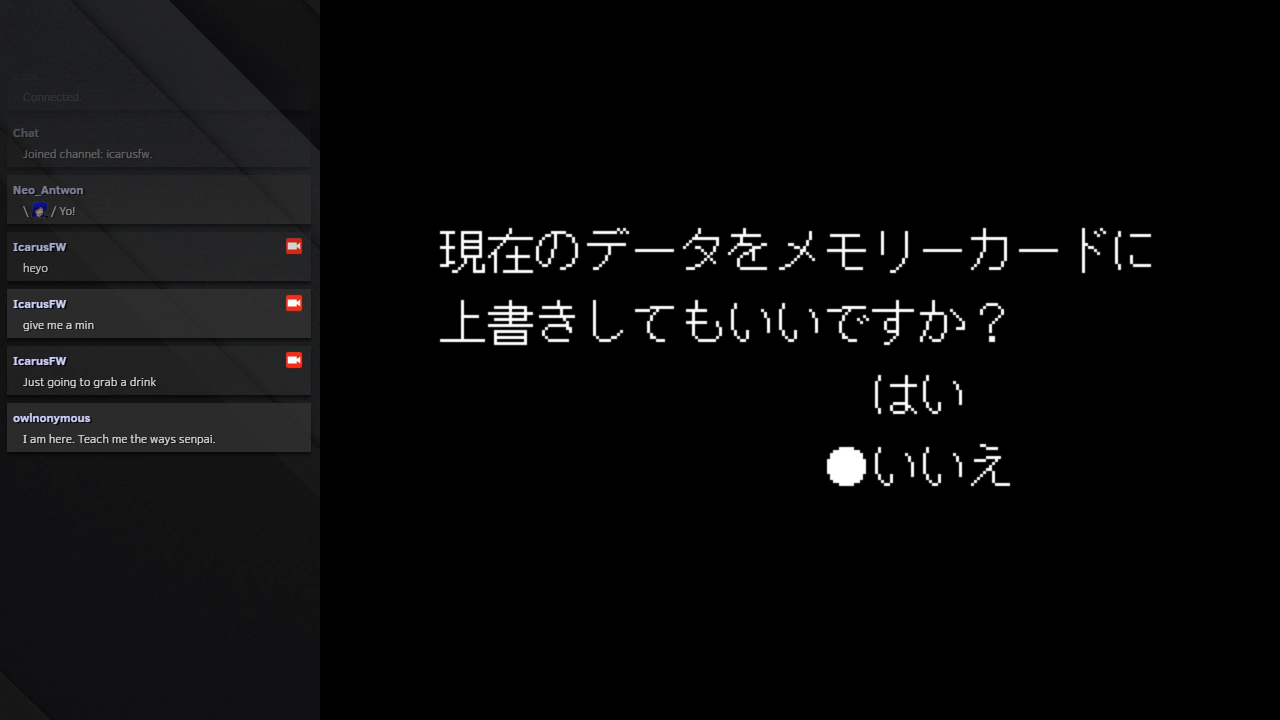 Connected.
Chat
Joined channel: icarusfw.
Neo_Antwon
\ / Yo!
IcarusFW
heyo
IcarusFW
give me a min
IcarusFW
Just going to grab a drink
owlnonymous
I am here. Teach me the ways senpai.
現在のデータをメモリーカードに
上書きしてもいいですか？
はい
●いいえ